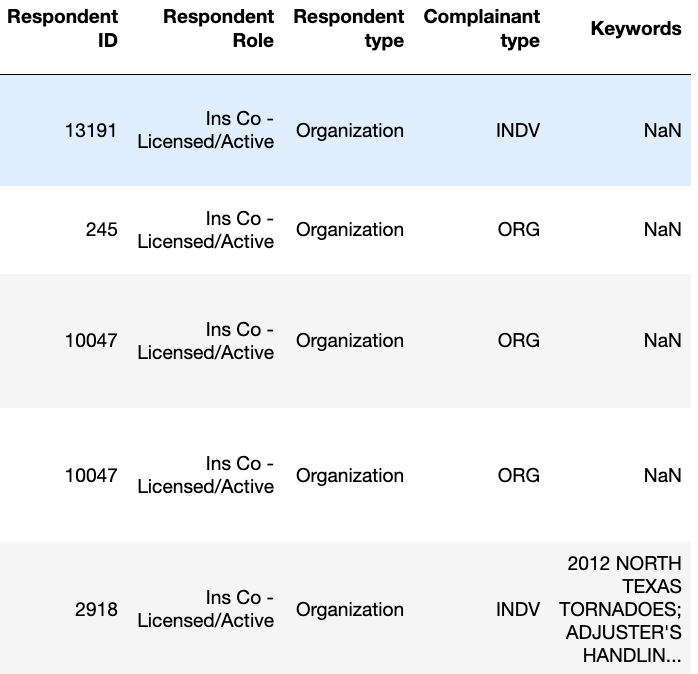 Respondent ID Respondent Role Respondent type Complainant type Keywords
13191 Ins Co - Licensed/Active Organization INDV NaN
245 Ins Co - Licensed/Active Organization ORG NaN
10047 Ins Co - Licensed/Active Organization ORG NaN
10047 Ins Co - Licensed/Active Organization ORG NaN
2918 Ins Co - Licensed/Active Organization INDV 2012 NORTH TEXAS TORNADOES; ADJUSTER'S HANDLIN...